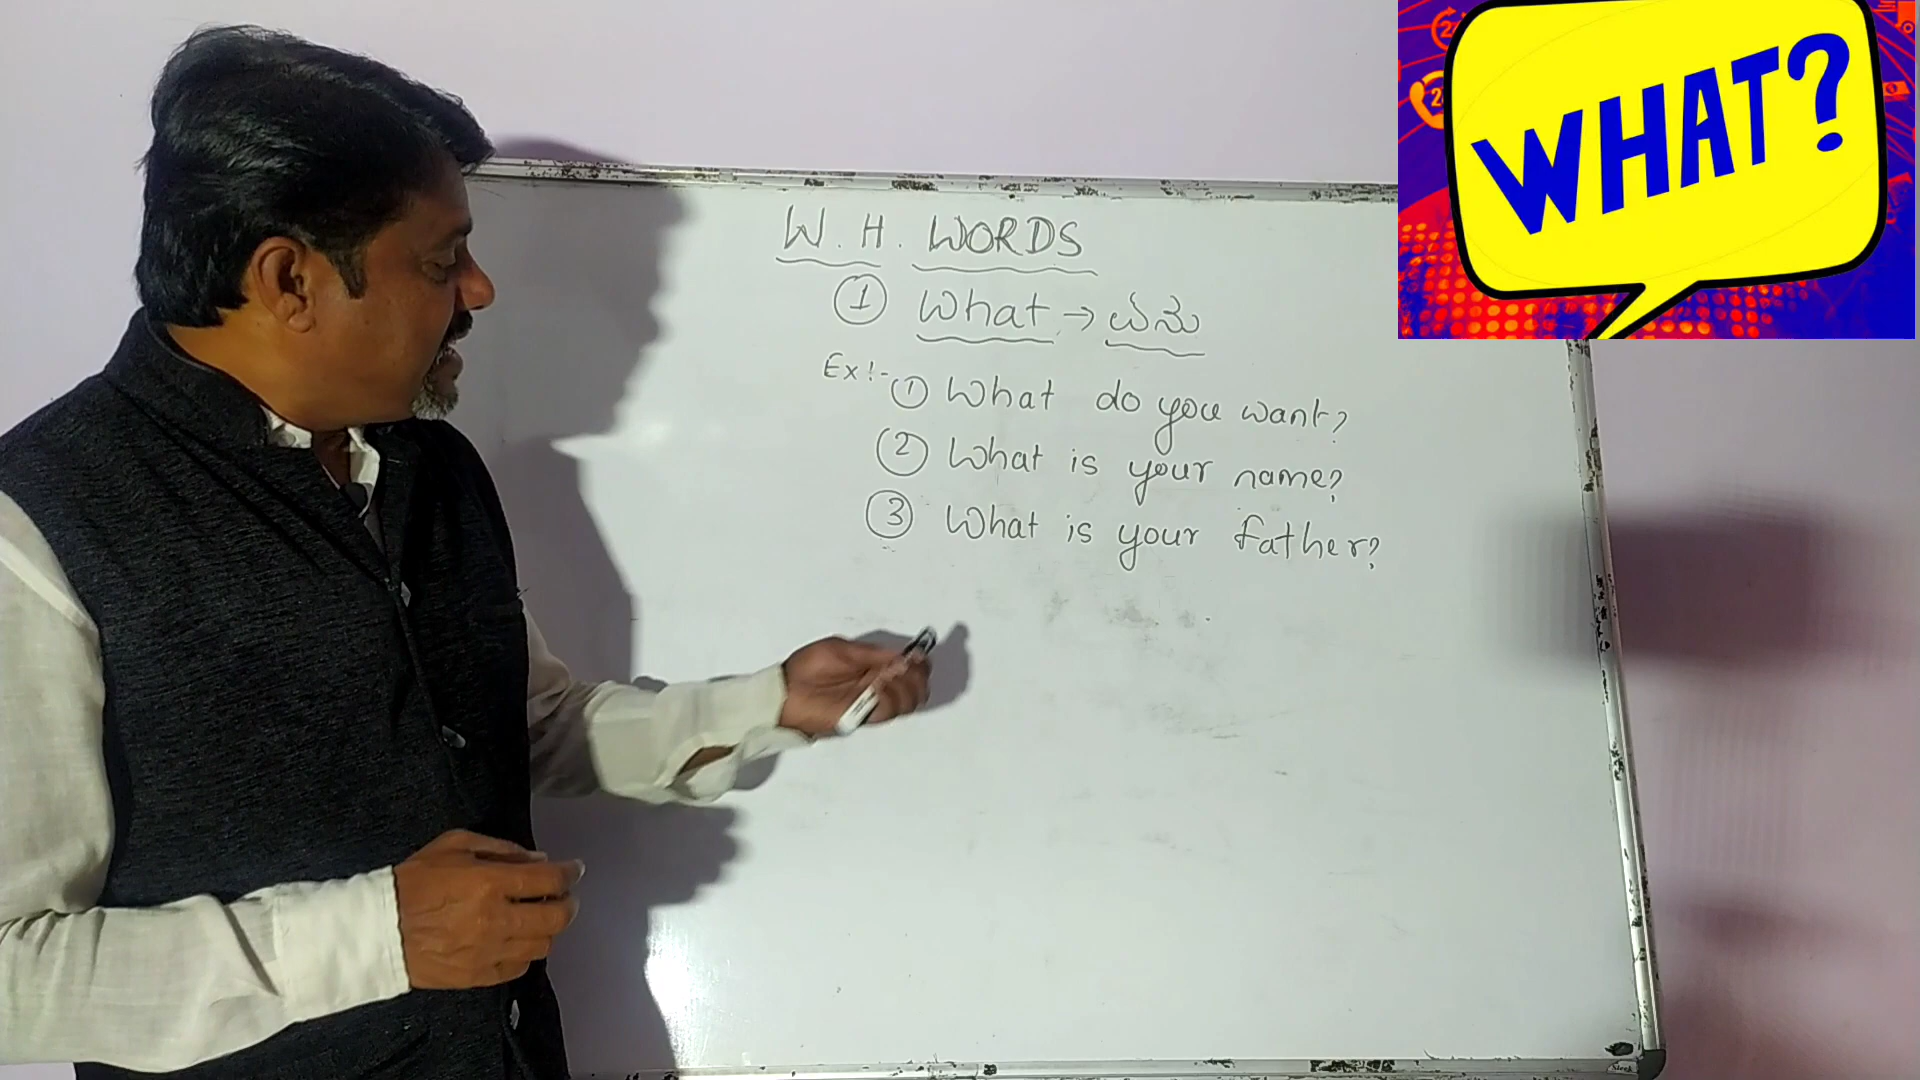 W. H. WORDS
① What → ఏమి
Ex:- ① What do you want?
② What is your name?
③ What is your father?
WHAT?